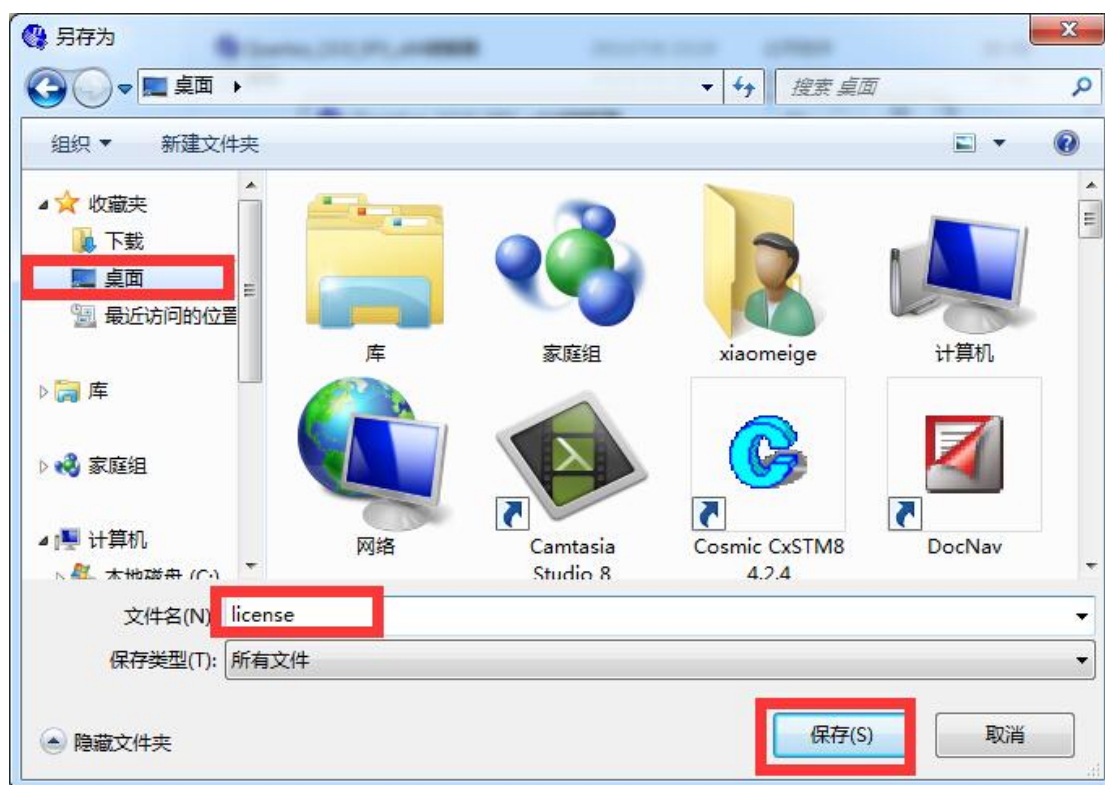 另存为
桌面
搜索 桌面
组织
新建文件夹
收藏夹
下载
桌面
最近访问的位置
库
家庭组
计算机
本地磁盘 (C:)
库
家庭组
xiaomeige
计算机
网络
Camtasia
Studio 8
Cosmic CxSTM8
4.2.4
DocNav
文件名(N)
license
保存类型(T):
所有文件
隐藏文件夹
保存(S)
取消